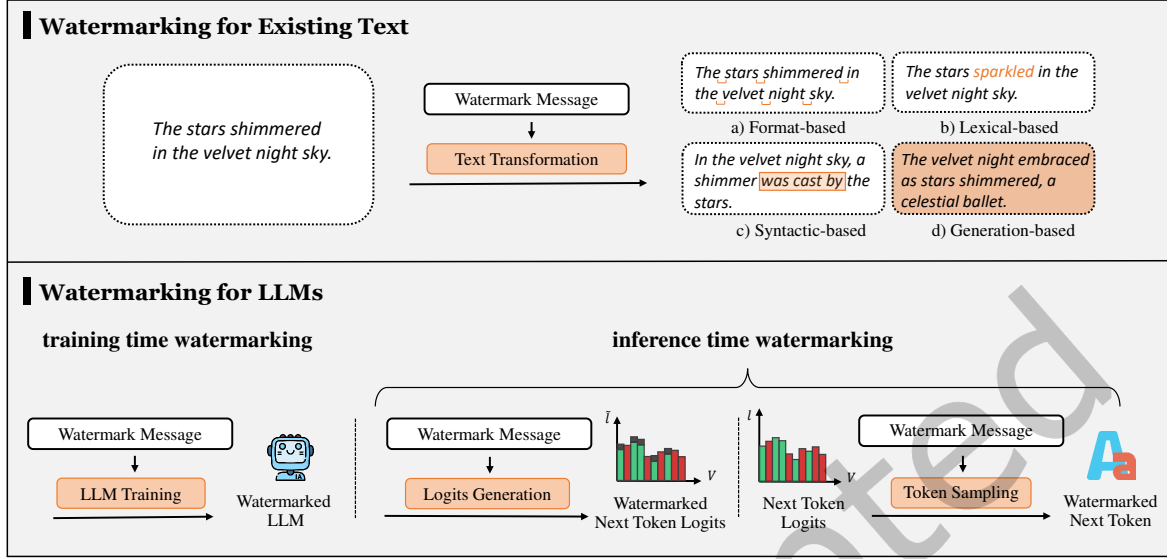 Watermarking for Existing Text
The stars shimmered
in the velvet night sky.
Watermark Message
Text Transformation
The stars shimmered in
the velvet night sky.
a) Format-based
The stars sparkled in the
velvet night sky.
b) Lexical-based
In the velvet night sky, a
shimmer was cast by the
stars.
c) Syntactic-based
The velvet night embraced
as stars shimmered, a
celestial ballet.
d) Generation-based
Watermarking for LLMs
training time watermarking
inference time watermarking
Watermark Message
LLM Training
IA
Watermarked
LLM
Watermark Message
Logits Generation
l̃
V
Watermarked
Next Token Logits
l
V
Next Token
Logits
Watermark Message
Token Sampling
Aa
Watermarked
Next Token